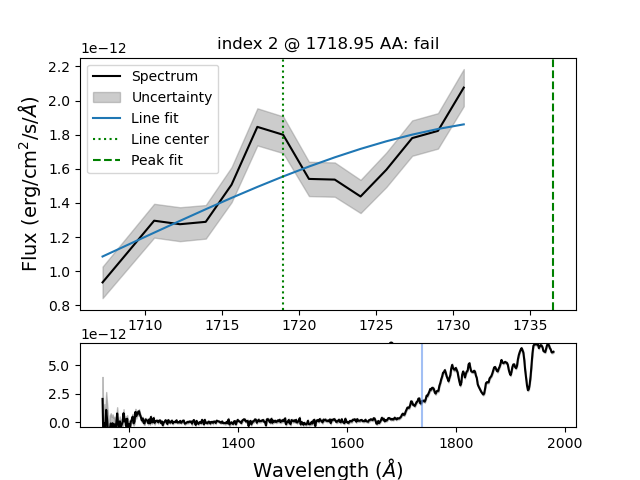 index 2 @ 1718.95 AA: fail
1e−12
Spectrum
Uncertainty
Line fit
Line center
Peak fit
Flux (erg/cm²/s/Å)
2.2
2.0
1.8
1.6
1.4
1.2
1.0
0.8
1710 1715 1720 1725 1730 1735
1e−12
5.0
2.5
0.0
1200 1400 1600 1800 2000
Wavelength (Å)